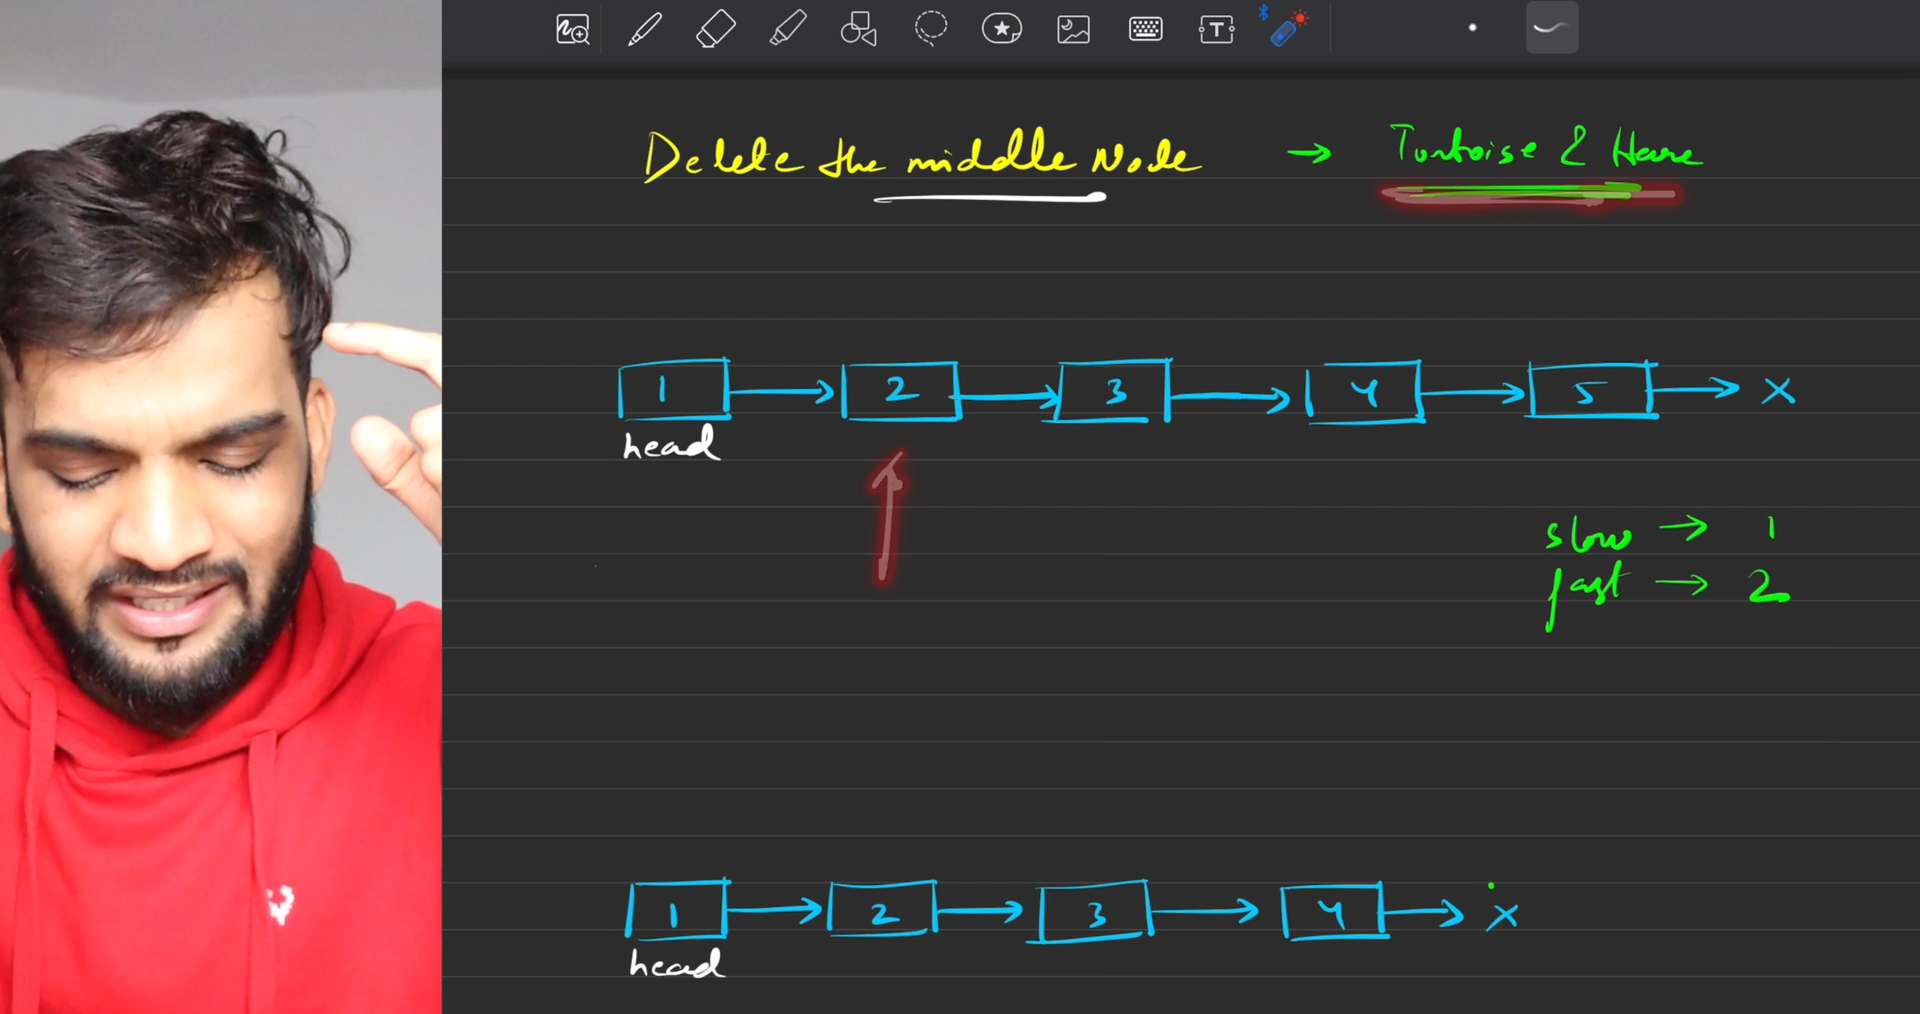 Delete the middle Node → Tortoise & Hare
1 → 2 → 3 → 4 → 5 → x
head
slow → 1
fast → 2
1 → 2 → 3 → 4 → x
head